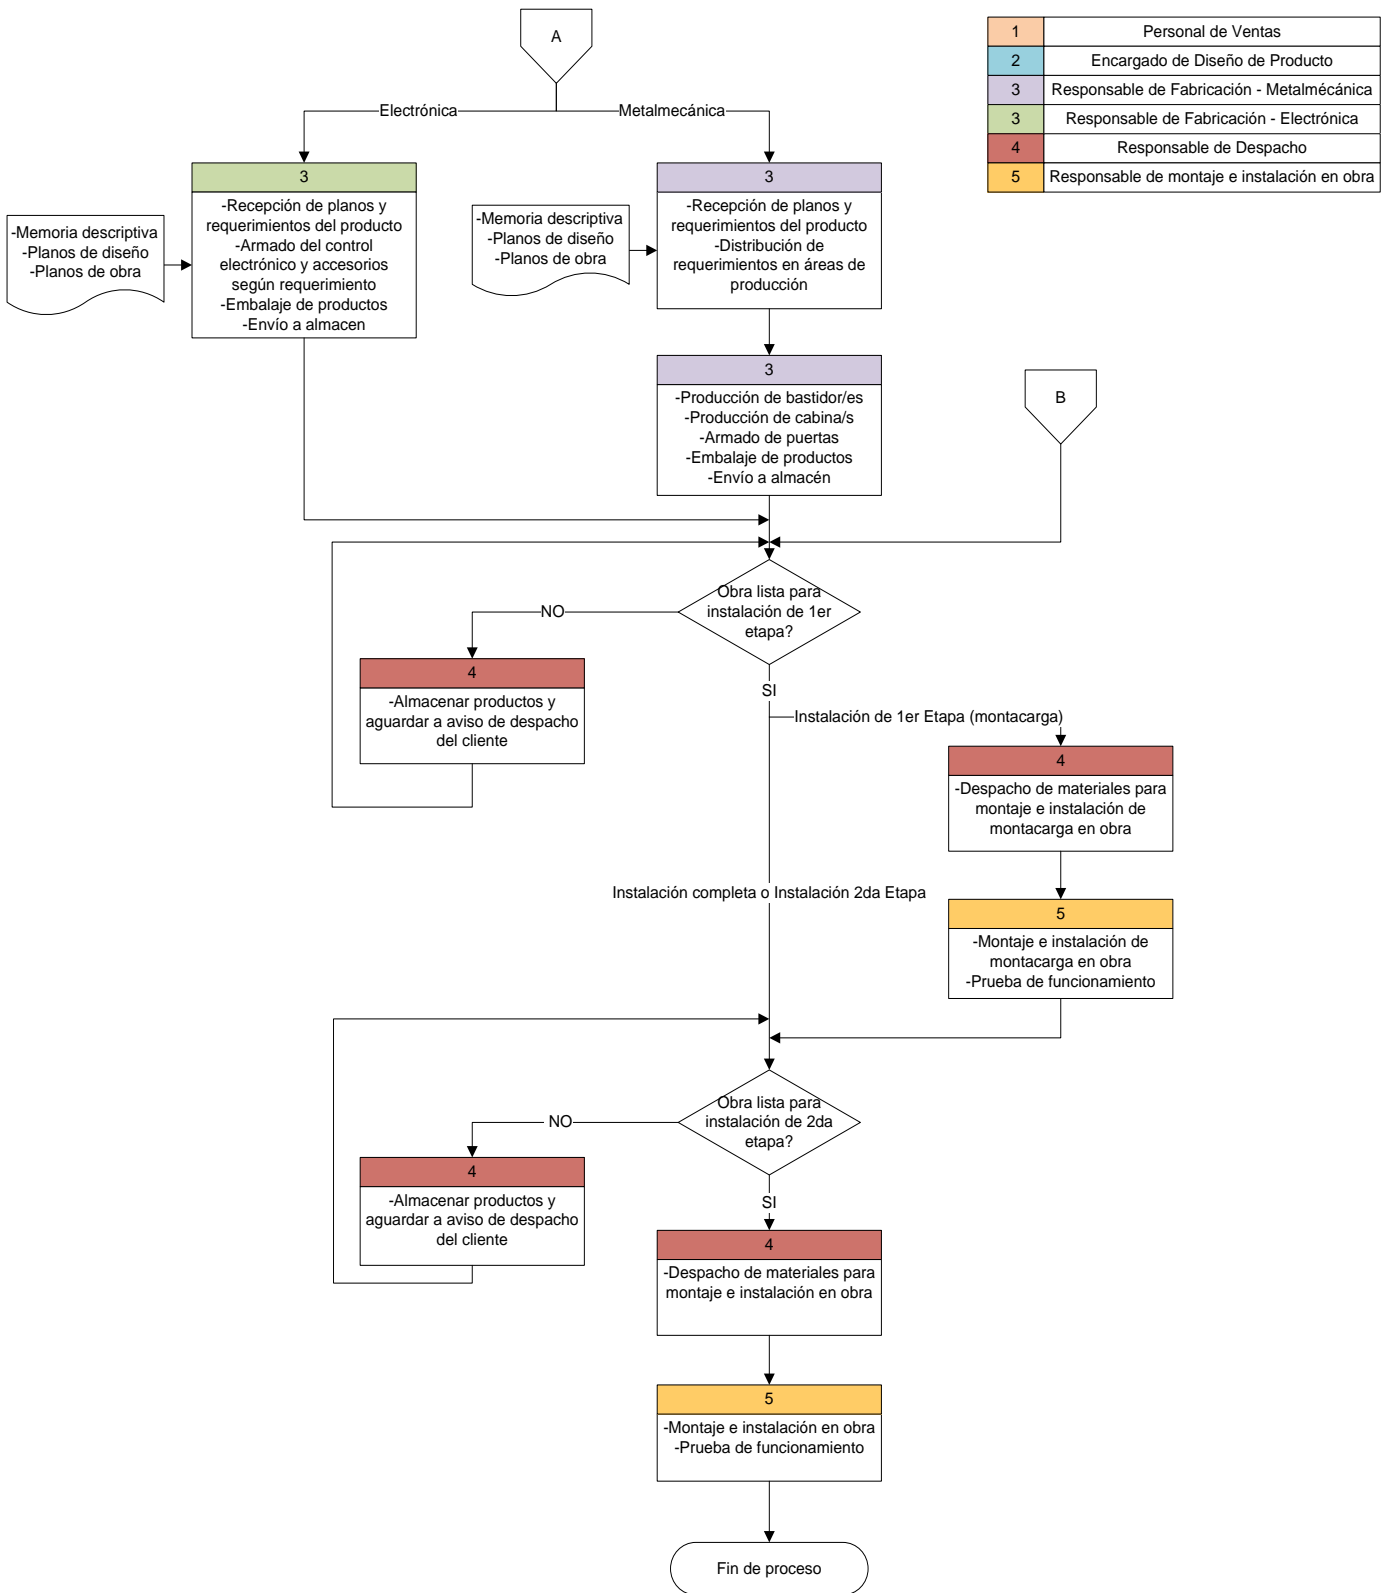 A
1
Personal de Ventas
2
Encargado de Diseño de Producto
3
Responsable de Fabricación - Metalmécánica
3
Responsable de Fabricación - Electrónica
4
Responsable de Despacho
5
Responsable de montaje e instalación en obra
Electrónica
Metalmecánica
-Memoria descriptiva
-Planos de diseño
-Planos de obra
3
-Recepción de planos y
requerimientos del producto
-Armado del control
electrónico y accesorios
según requerimiento
-Embalaje de productos
-Envío a almacen
-Memoria descriptiva
-Planos de diseño
-Planos de obra
3
-Recepción de planos y
requerimientos del producto
-Distribución de
requerimientos en áreas de
producción
3
-Producción de bastidor/es
-Producción de cabina/s
-Armado de puertas
-Embalaje de productos
-Envío a almacén
B
Obra lista para
instalación de 1er
etapa?
NO
4
-Almacenar productos y
aguardar a aviso de despacho
del cliente
SI
Instalación de 1er Etapa (montacarga)
4
-Despacho de materiales para
montaje e instalación de
montacarga en obra
Instalación completa o Instalación 2da Etapa
5
-Montaje e instalación de
montacarga en obra
-Prueba de funcionamiento
Obra lista para
instalación de 2da
etapa?
NO
4
-Almacenar productos y
aguardar a aviso de despacho
del cliente
SI
4
-Despacho de materiales para
montaje e instalación en obra
5
-Montaje e instalación en obra
-Prueba de funcionamiento
Fin de proceso